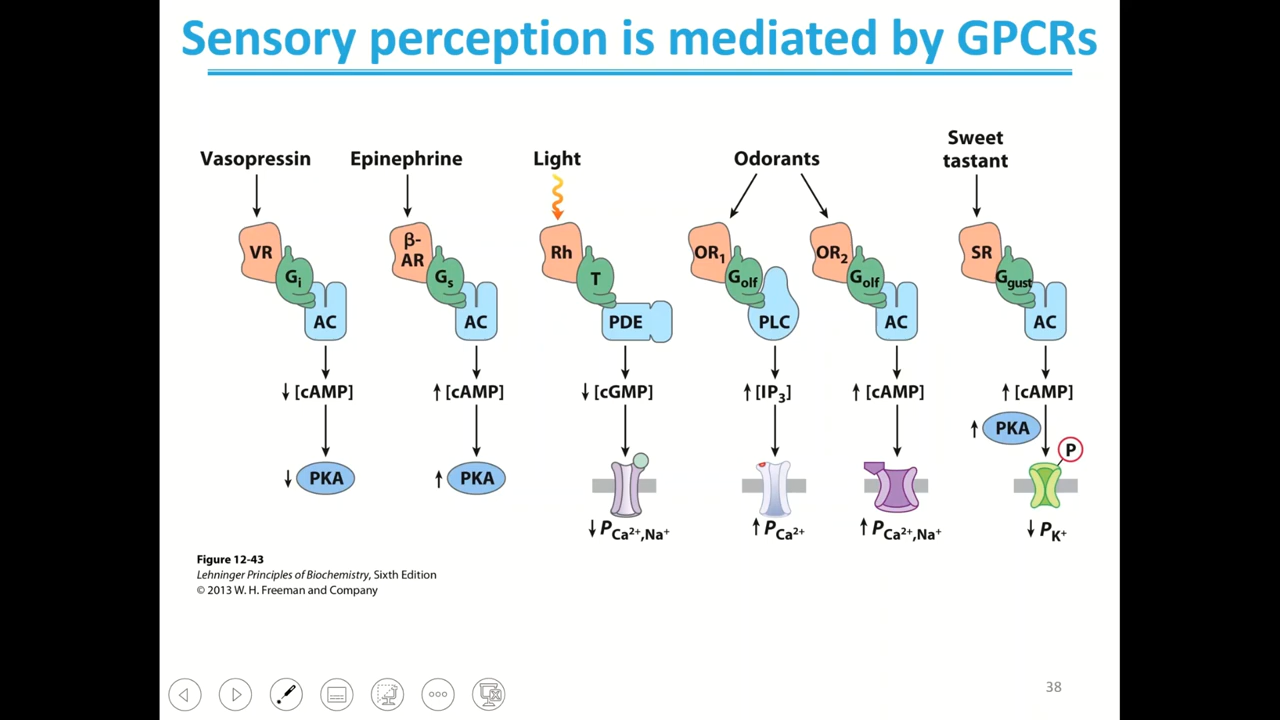 Sensory perception is mediated by GPCRs
Vasopressin
Epinephrine
Light
Odorants
Sweet
tastant
VR
Gi
AC
↓ [cAMP]
↓ PKA
β-
AR
Gs
AC
↑ [cAMP]
↑ PKA
Rh
T
PDE
↓ [cGMP]
↓ PCa²⁺,Na⁺
OR₁
Golf
PLC
↑ [IP₃]
↑ PCa²⁺
OR₂
Golf
AC
↑ [cAMP]
↑ PCa²⁺,Na⁺
SR
Ggust
AC
↑ [cAMP]
↑ PKA
P
↓ PK⁺
Figure 12-43
Lehninger Principles of Biochemistry, Sixth Edition
© 2013 W. H. Freeman and Company
38